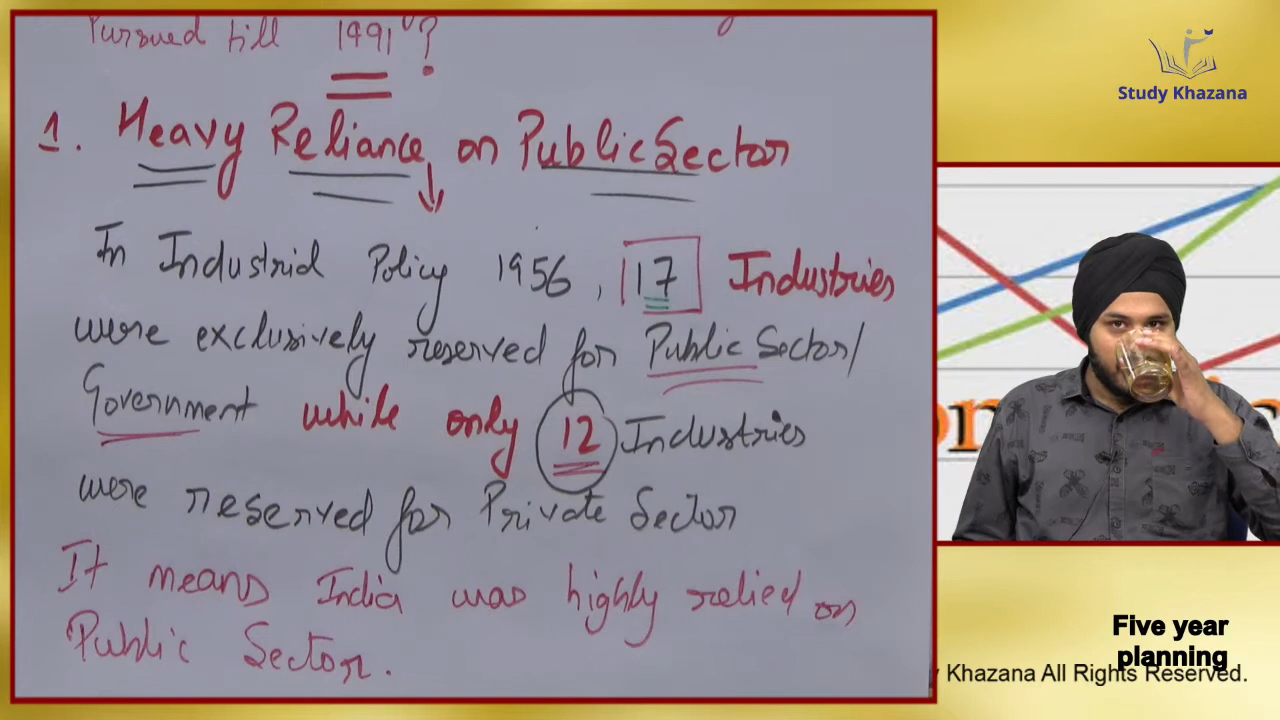 Pursued till 1991?
1. Heavy Reliance on Public Sector
In Industrial Policy 1956, 17 Industries
were exclusively reserved for Public Sector/
Government while only 12 Industries
were reserved for Private Sector
It means India was highly relied on
Public Sector.
Study Khazana
Five year
planning
Khazana All Rights Reserved.